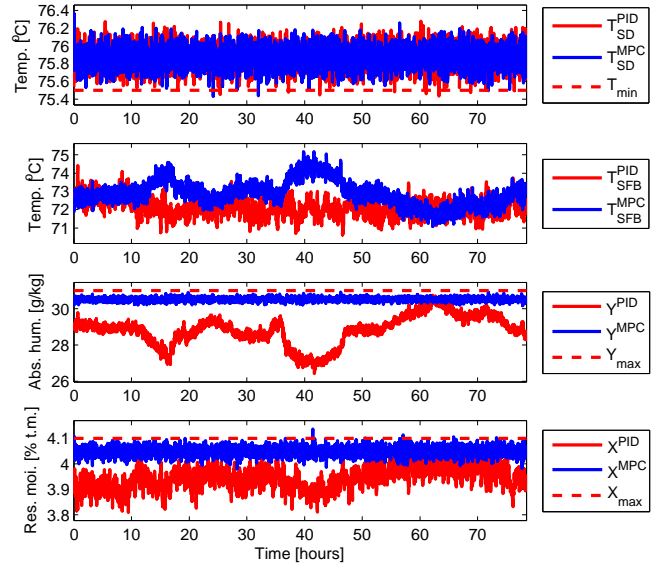 Temp. [⁰C]
76.4
76.2
76
75.8
75.6
75.4
0 10 20 30 40 50 60 70
T_SD^PID
T_SD^MPC
T_min
Temp. [⁰C]
75
74
73
72
71
0 10 20 30 40 50 60 70
T_SFB^PID
T_SFB^MPC
Abs. hum. [g/kg]
30
28
26
0 10 20 30 40 50 60 70
Y^PID
Y^MPC
Y_max
Res. moi. [% t.m.]
4.1
4
3.9
3.8
0 10 20 30 40 50 60 70
Time [hours]
X^PID
X^MPC
X_max